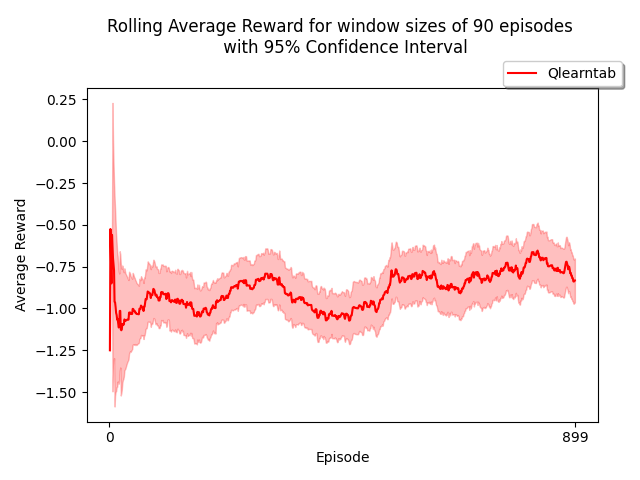 Rolling Average Reward for window sizes of 90 episodes
with 95% Confidence Interval
Qlearntab
0.25
0.00
−0.25
−0.50
−0.75
−1.00
−1.25
−1.50
Average Reward
0
899
Episode